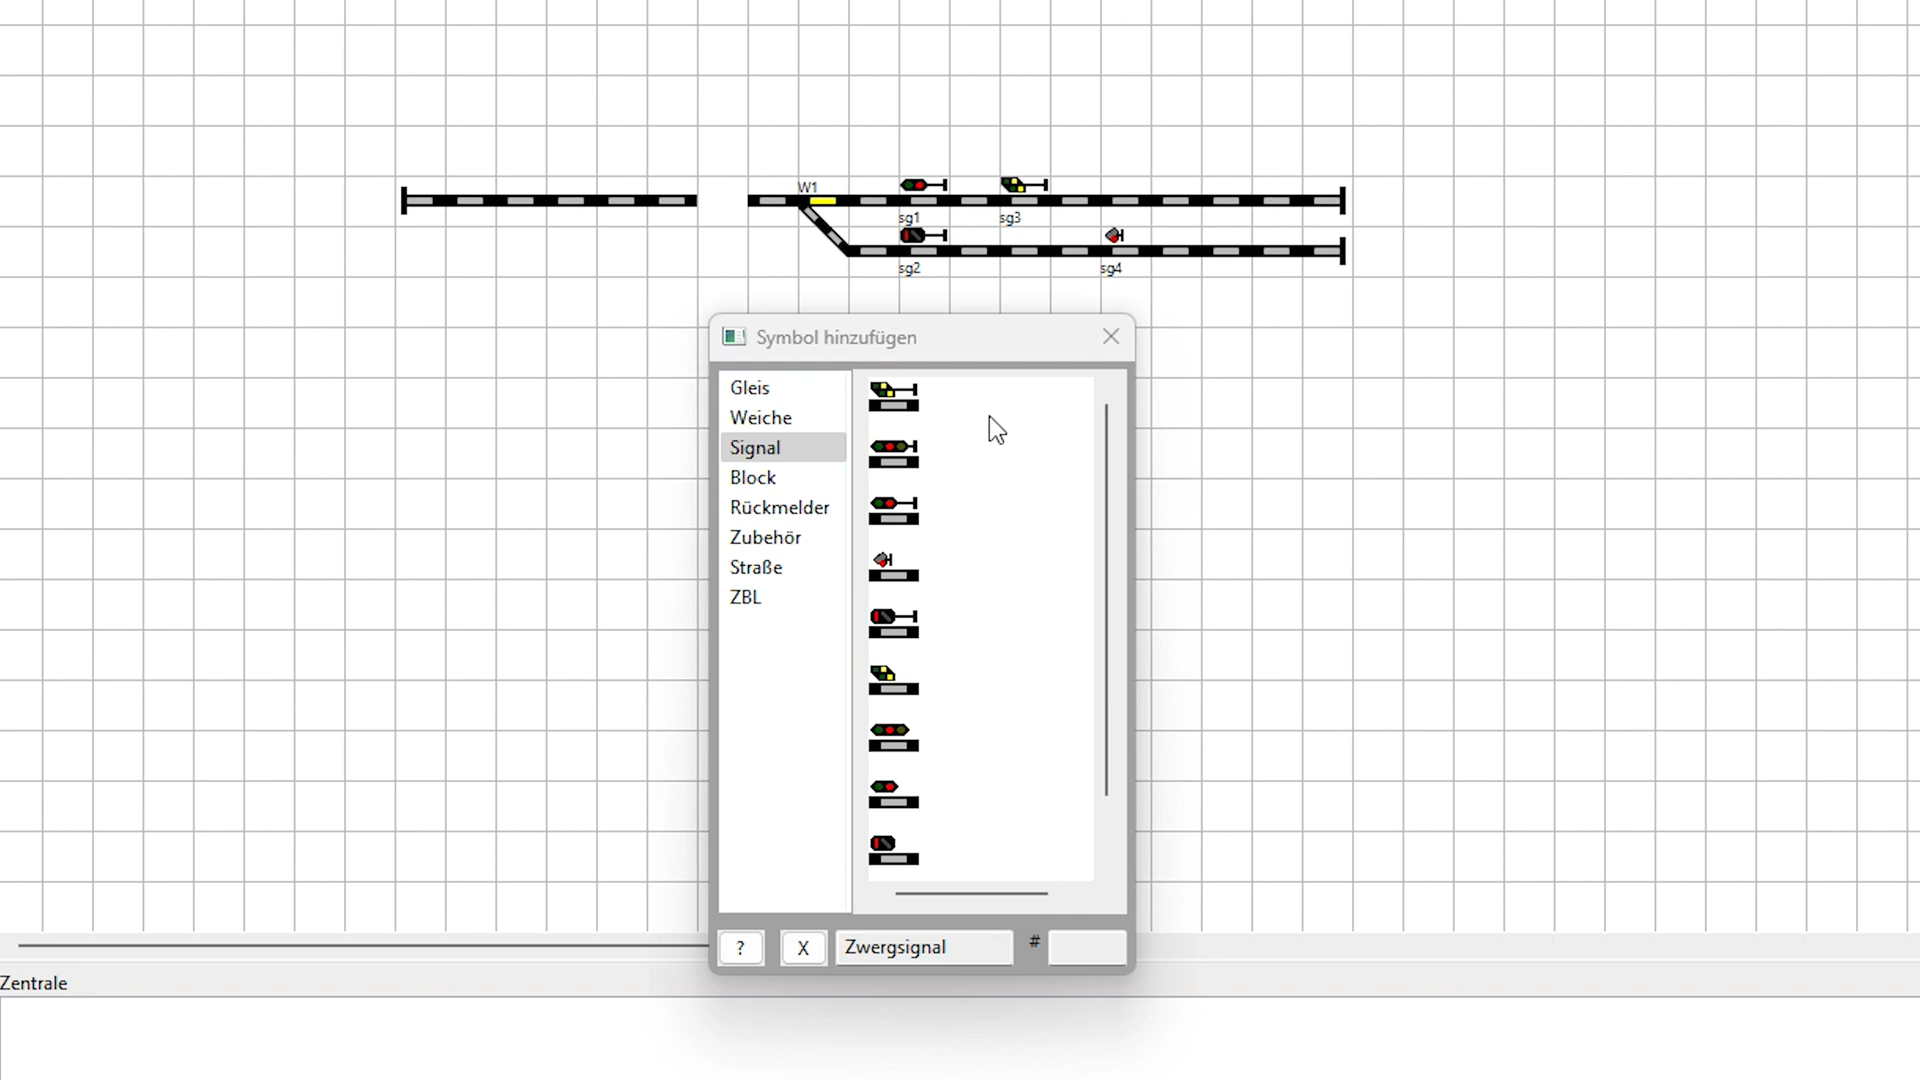 W1
sg1
sg3
sg2
sg4
Symbol hinzufügen
Gleis
Weiche
Signal
Block
Rückmelder
Zubehör
Straße
ZBL
? X Zwergsignal #
Zentrale